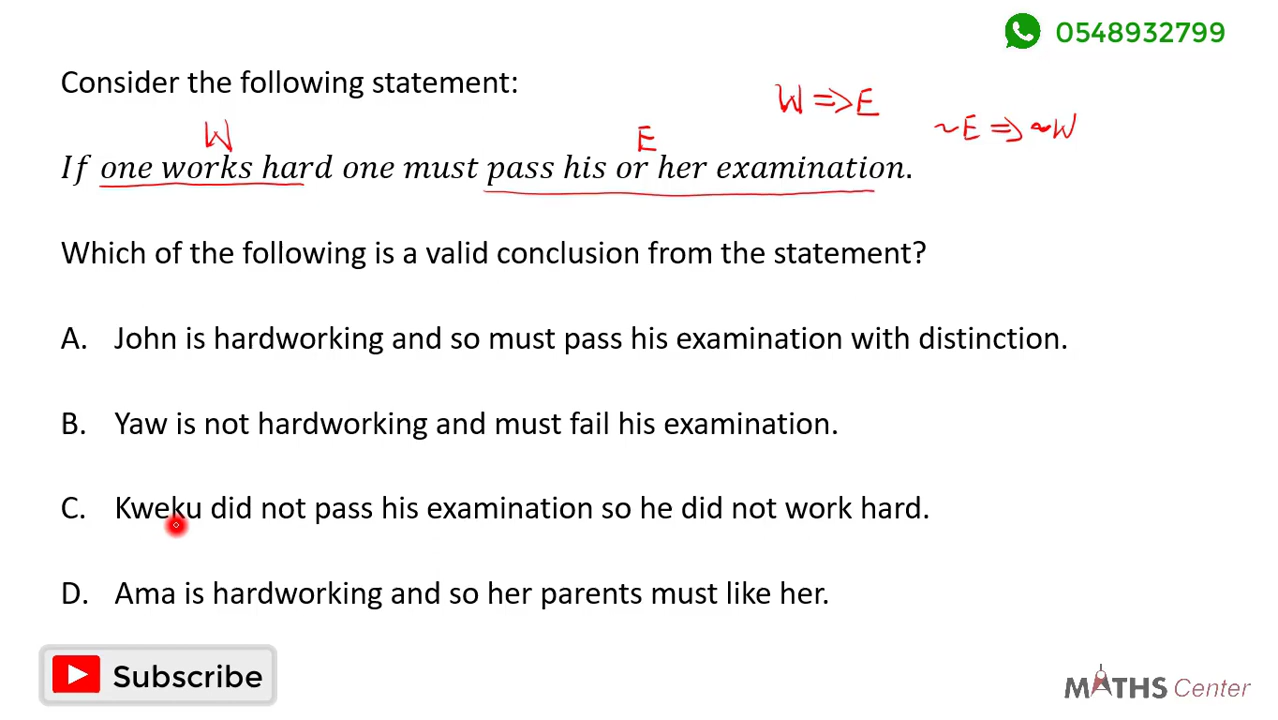 0548932799
Consider the following statement:
W ⇒ E
~E ⇒ ~W
W
E
If one works hard one must pass his or her examination.
Which of the following is a valid conclusion from the statement?
A. John is hardworking and so must pass his examination with distinction.
B. Yaw is not hardworking and must fail his examination.
C. Kweku did not pass his examination so he did not work hard.
D. Ama is hardworking and so her parents must like her.
Subscribe
MATHS Center